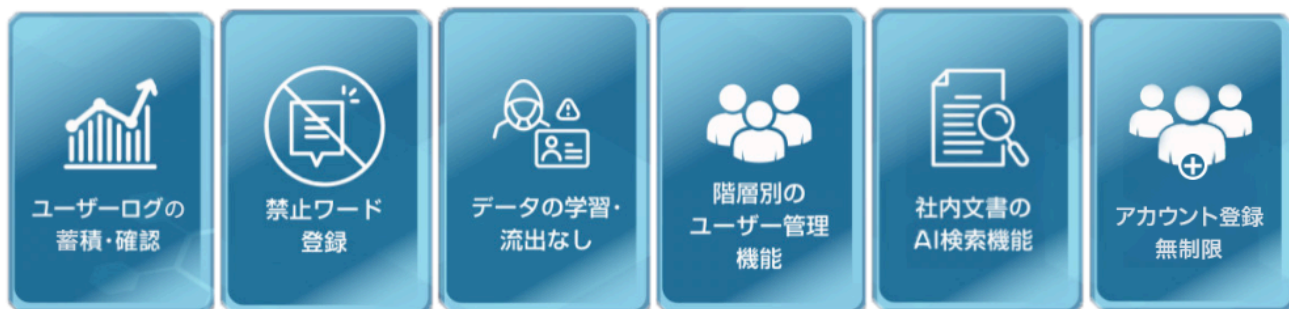 ユーザーログの
蓄積・確認
禁止ワード
登録
データの学習・
流出なし
階層別の
ユーザー管理
機能
社内文書の
AI検索機能
アカウント登録
無制限